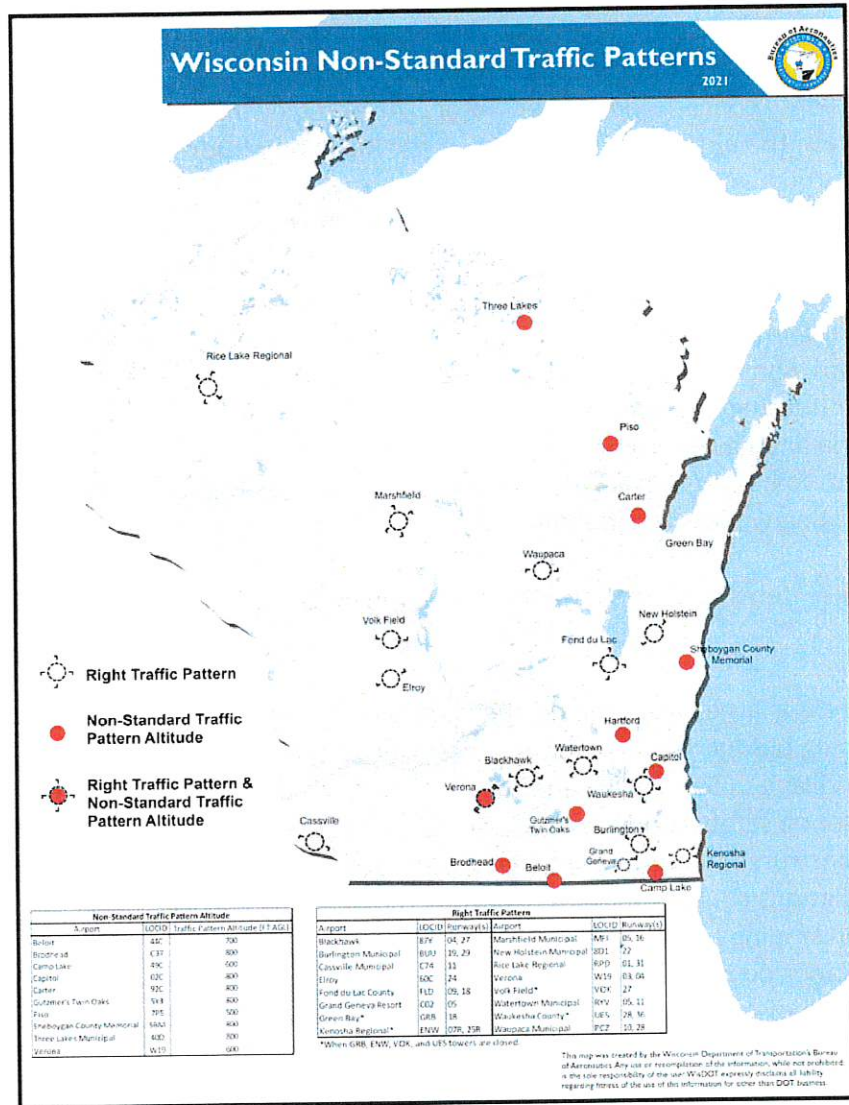 Wisconsin Non-Standard Traffic Patterns
2021
Bureau of Aeronautics
Three Lakes
Rice Lake Regional
Piso
Marshfield
Carter
Green Bay
Waupaca
New Holstein
Volk Field
Fond du Lac
Sheboygan County
Memorial
Elroy
Right Traffic Pattern
Non-Standard Traffic
Pattern Altitude
Right Traffic Pattern &
Non-Standard Traffic
Pattern Altitude
Hartford
Watertown
Capitol
Blackhawk
Verona
Waukesha
Gutzmer's
Twin Oaks
Cassville
Burlington
Grand
Geneva
Kenosha
Regional
Brodhead
Beloit
Camp Lake
Non-Standard Traffic Pattern Altitude
Airport LOCID Traffic Pattern Altitude (FT AGL)
Beloit 44C 700
Brodhead C37 800
Camp Lake 49C 600
Capitol 02C 800
Carter 92C 800
Gutzmer's Twin Oaks 800
Piso 500
Sheboygan County Memorial SBM 800
Three Lakes Municipal 40D 800
Verona W19 600
Right Traffic Pattern
Airport LOCID Runway(s) Airport LOCID Runway(s)
Blackhawk 87Y 04, 27 Marshfield Municipal MFI 05, 16
Burlington Municipal BUU 19, 29 New Holstein Municipal 8D1 22
Cassville Municipal C74 11 Rice Lake Regional RPD 01, 31
Elroy 60C 24 Verona W19 03, 04
Fond du Lac County FLD 09, 18 Volk Field* VOK 27
Grand Geneva Resort C02 05 Watertown Municipal RYV 05, 11
Green Bay* GRB 18 Waukesha County* UES 28, 36
Kenosha Regional* ENW 07R, 25R Waupaca Municipal PCZ 10, 28
*When GRB, ENW, VOK, and UES towers are closed.
This map was created by the Wisconsin Department of Transportation's Bureau
of Aeronautics. Any use or recompilation of the information, while not prohibited
is the sole responsibility of the user. WisDOT expressly disclaims all liability
regarding fitness of the use of this information for other than DOT business.